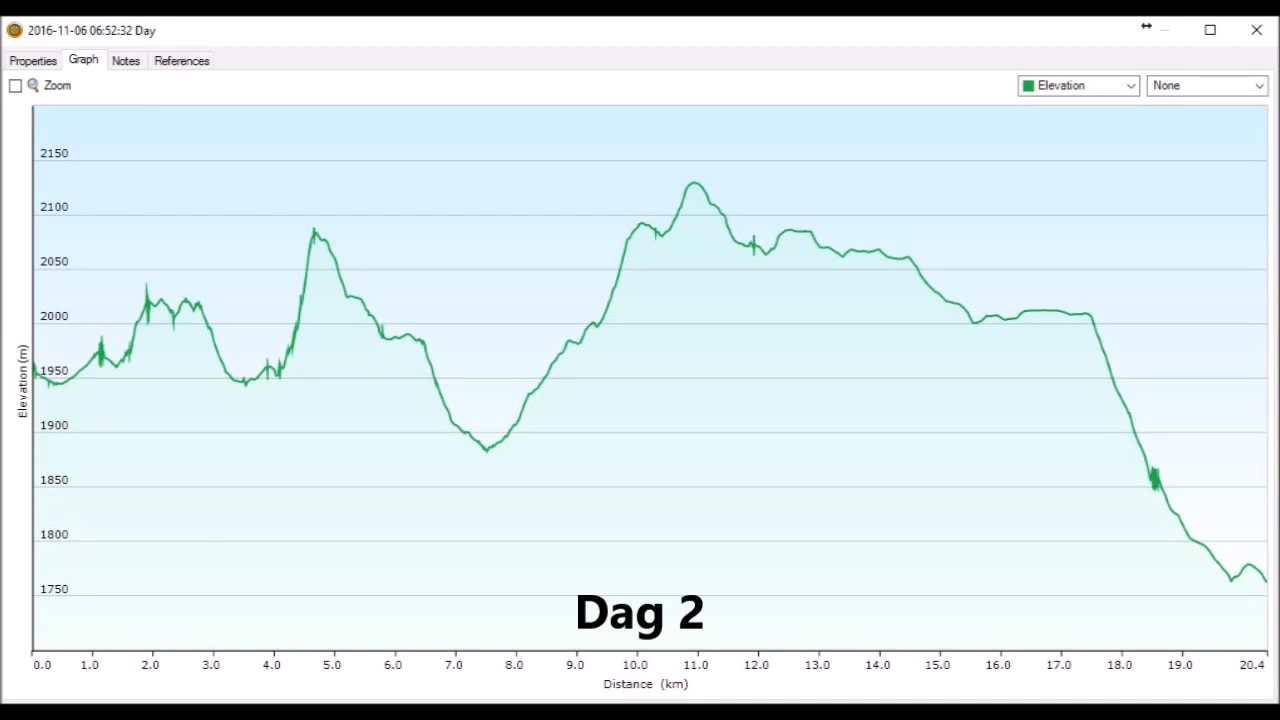 2016-11-06 06:52:32 Day
Properties Graph Notes References
Zoom Elevation None
2150
2100
2050
2000
1950
1900
1850
1800
1750
Elevation (m)
Dag 2
0.0 1.0 2.0 3.0 4.0 5.0 6.0 7.0 8.0 9.0 10.0 11.0 12.0 13.0 14.0 15.0 16.0 17.0 18.0 19.0 20.4
Distance (km)